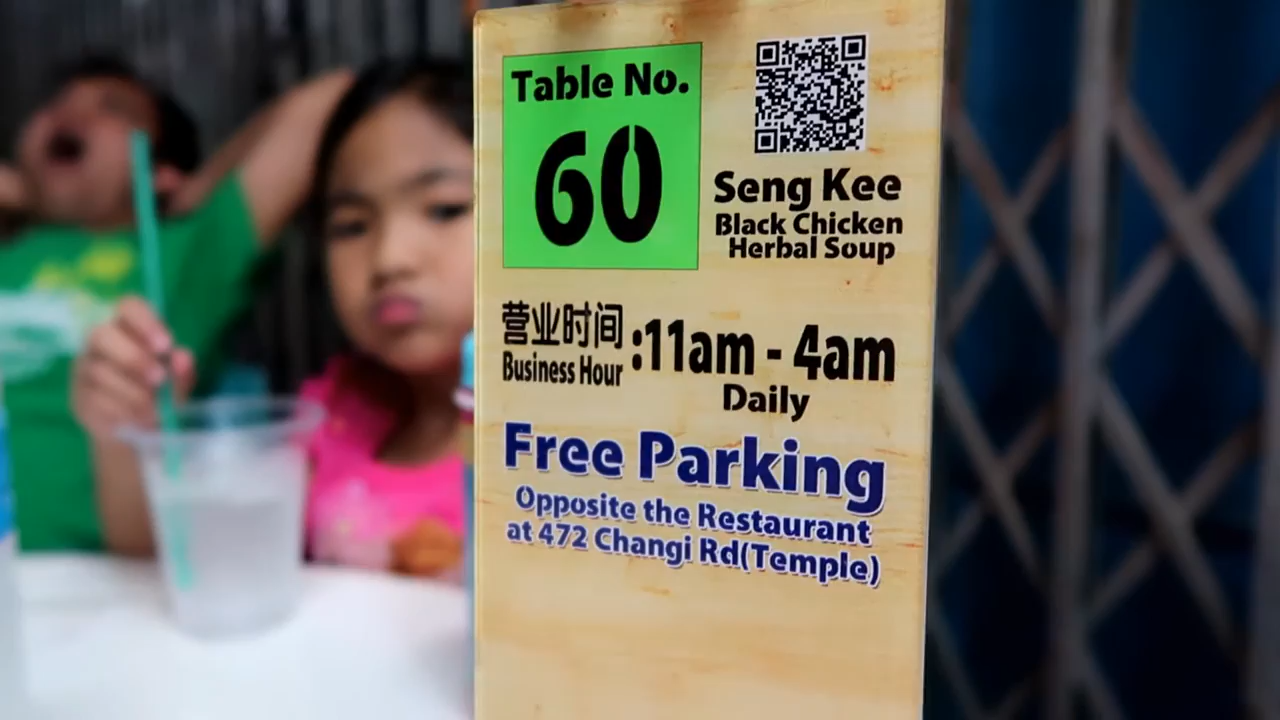 Table No.
60
Seng Kee
Black Chicken
Herbal Soup
营业时间
Business Hour
:11am - 4am
Daily
Free Parking
Opposite the Restaurant
at 472 Changi Rd(Temple)